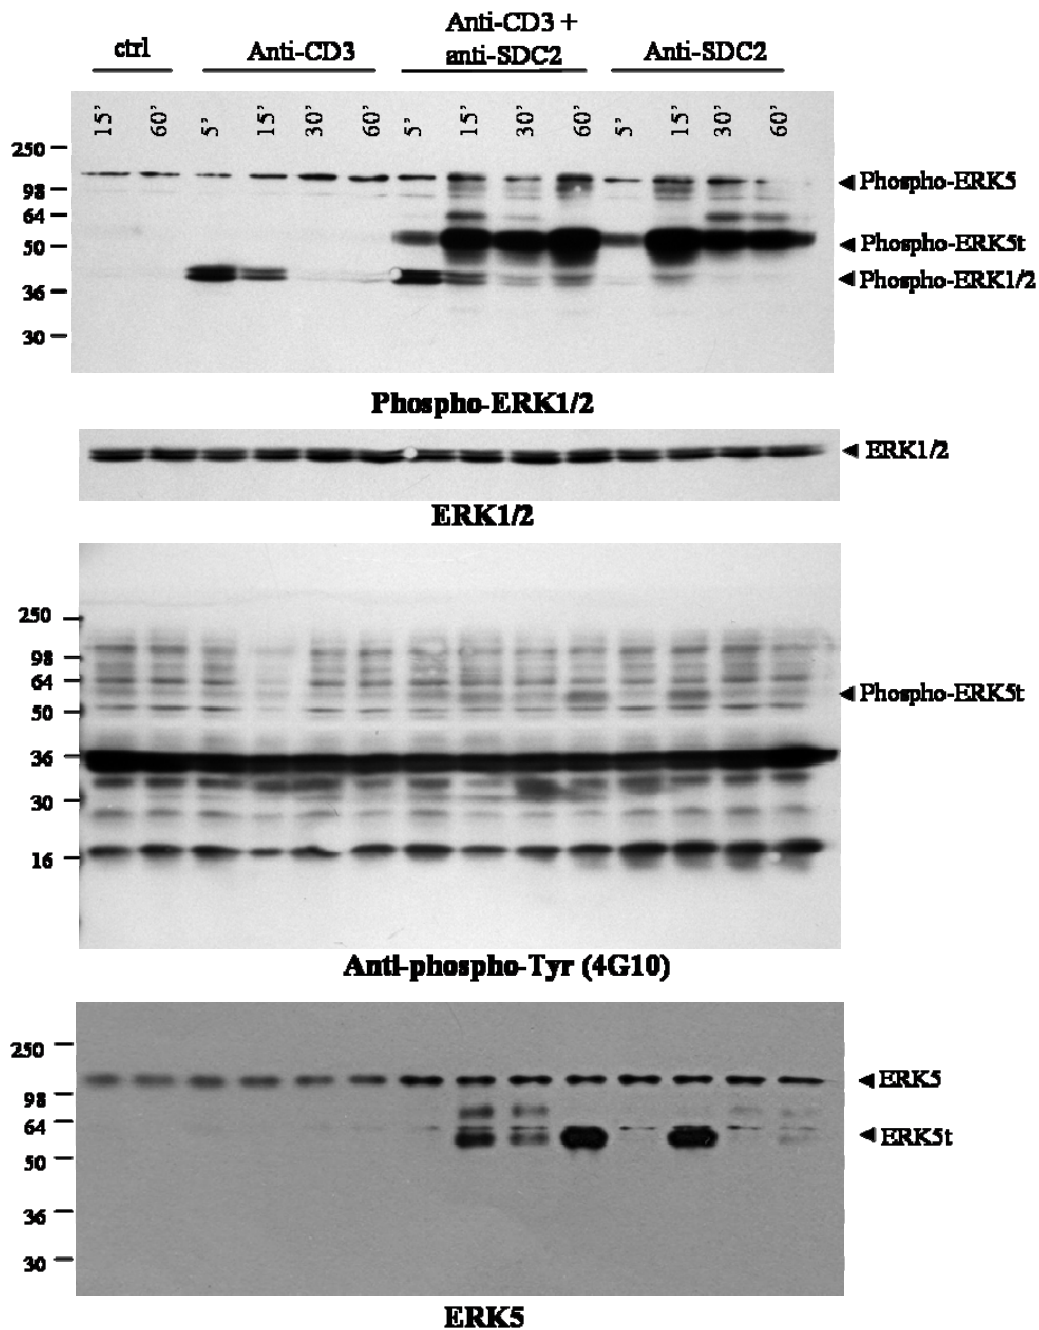 ctrl
Anti-CD3
Anti-CD3 +
anti-SDC2
Anti-SDC2
15’ 60’ 5’ 15’ 30’ 60’ 5’ 15’ 30’ 60’ 5’ 15’ 30’ 60’
250
98
64
50
36
30
Phospho-ERK5
Phospho-ERK5t
Phospho-ERK1/2
Phospho-ERK1/2
ERK1/2
ERK1/2
250
98
64
50
36
30
16
Phospho-ERK5t
Anti-phospho-Tyr (4G10)
250
98
64
50
36
30
ERK5
ERK5t
ERK5